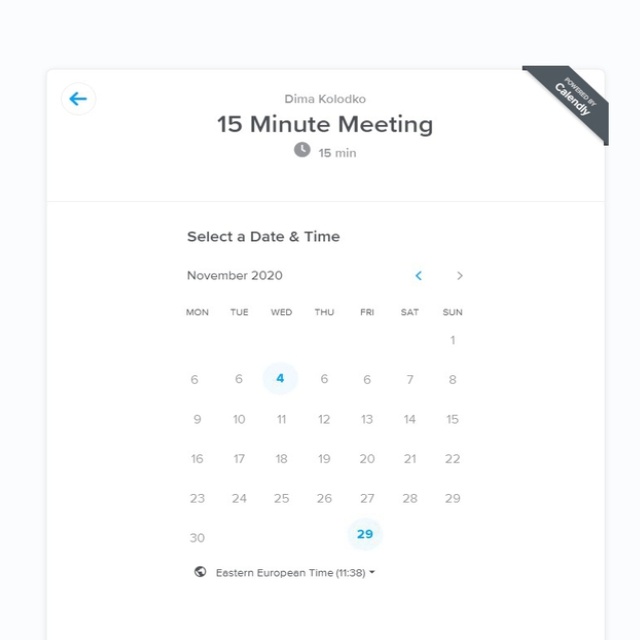 POWERED BY
Calendly
Dima Kolodko
15 Minute Meeting
15 min
Select a Date & Time
November 2020
MON TUE WED THU FRI SAT SUN
1
6 6 4 6 6 7 8
9 10 11 12 13 14 15
16 17 18 19 20 21 22
23 24 25 26 27 28 29
30 29
Eastern European Time (11:38)